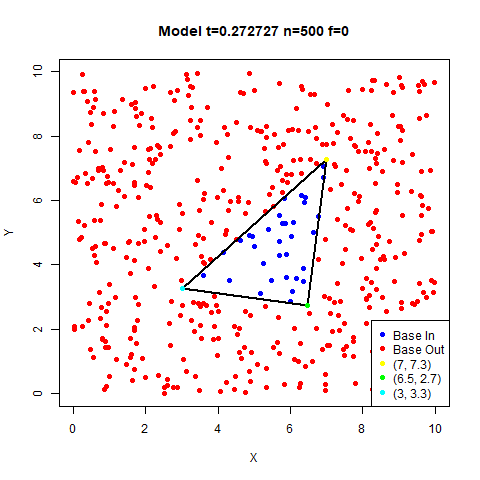 Model t=0.272727 n=500 f=0
10
8
6
4
2
0
Y
Base In
Base Out
(7, 7.3)
(6.5, 2.7)
(3, 3.3)
0 2 4 6 8 10
X